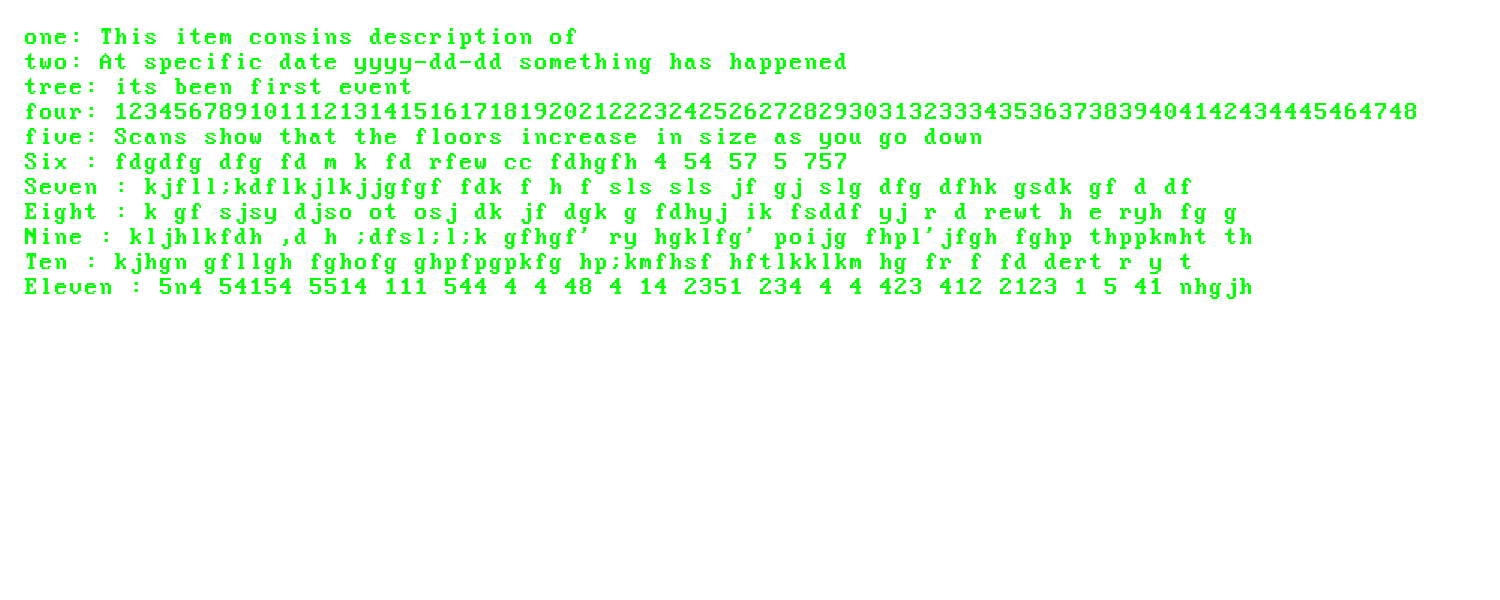 one: This item consins description of
two: At specific date yyyy-dd-dd something has happened
tree: its been first event
four: 123456789101112131415161718192021222324252627282930313233343536373839404142434445464748
five: Scans show that the floors increase in size as you go down
Six : fdgdfg dfg fd m k fd rfew cc fdhgfh 4 54 57 5 757
Seven : kjfll;kdflkjlkjjgfgf fdk f h f sls sls jf gj slg dfg dfhk gsdk gf d df
Eight : k gf sjsy djso ot osj dk jf dgk g fdhyj ik fsddf yj r d rewt h e ryh fg g
Nine : kljhlkfdh ,d h ;dfsl;l;k gfhgf' ry hgklfg' poijg fhpl'jfgh fghp thppkmht th
Ten : kjhgn gfllgh fghofg ghpfpgpkfg hp;kmfhsf hftlkklkm hg fr f fd dert r y t
Eleven : 5n4 54154 5514 111 544 4 4 48 4 14 2351 234 4 4 423 412 2123 1 5 41 nhgjh